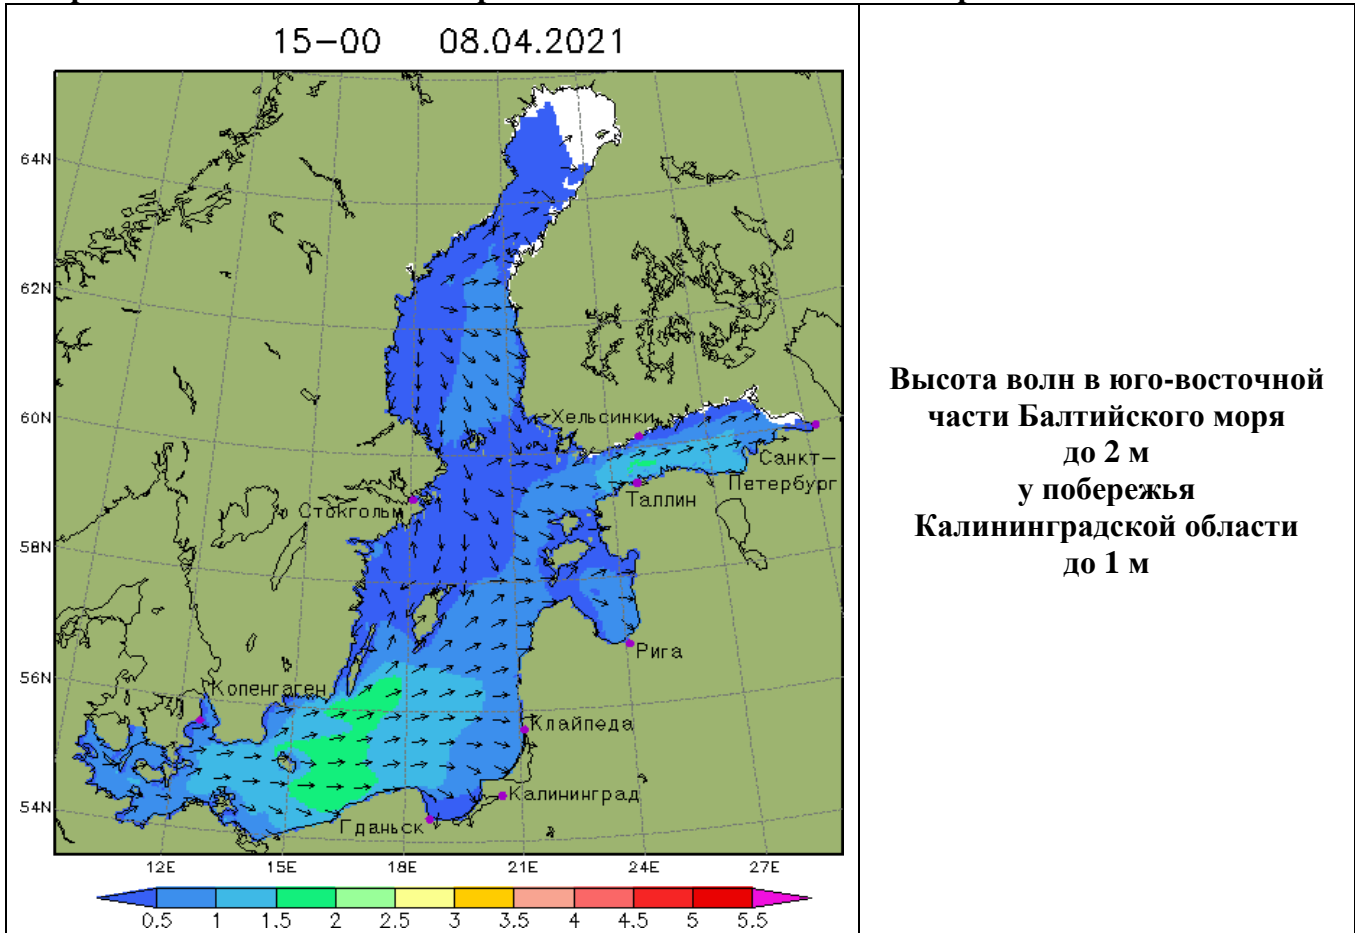 15-00 08.04.2021
64N
62N
60N
58N
56N
54N
Хельсинки
Санкт-
Петербург
Таллин
Стокгольм
Рига
Копенгаген
Клайпеда
Калининград
Гданьск
12E 15E 18E 21E 24E 27E
0.5 1 1.5 2 2.5 3 3.5 4 4.5 5 5.5
Высота волн в юго-восточной
части Балтийского моря
до 2 м
у побережья
Калининградской области
до 1 м